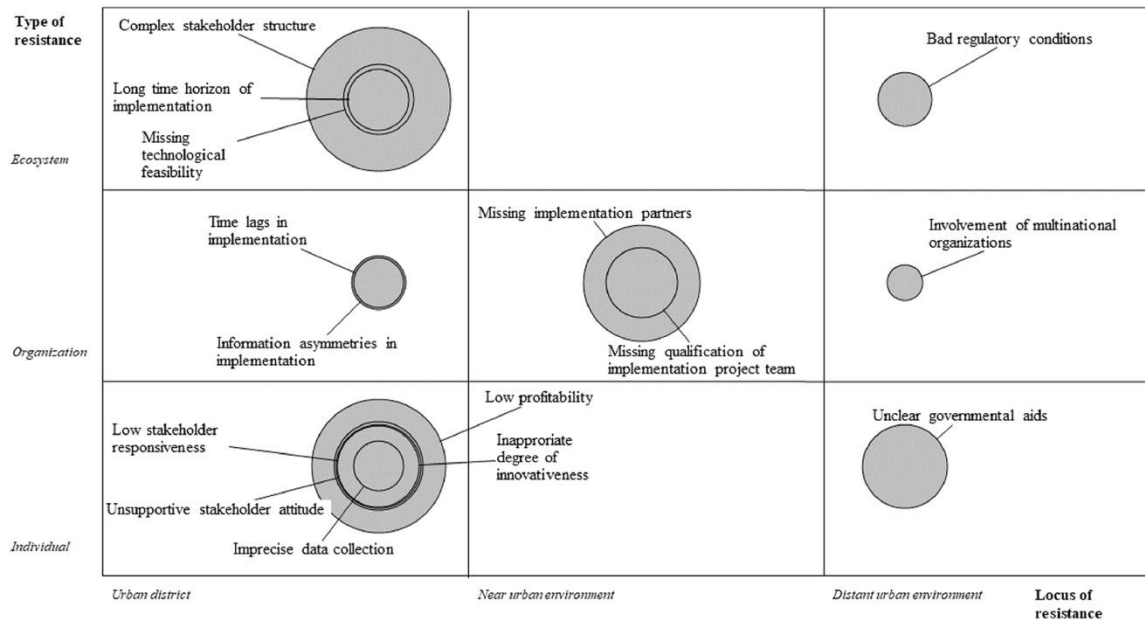 Type of
resistance
Complex stakeholder structure
Long time horizon of
implementation
Missing
technological
feasibility
Bad regulatory conditions
Ecosystem
Time lags in
implementation
Information asymmetries in
implementation
Missing implementation partners
Missing qualification of
implementation project team
Involvement of multinational
organizations
Organization
Low stakeholder
responsiveness
Unsupportive stakeholder attitude
Imprecise data collection
Low profitability
Inapproriate
degree of
innovativeness
Unclear governmental aids
Individual
Urban district
Near urban environment
Distant urban environment
Locus of
resistance